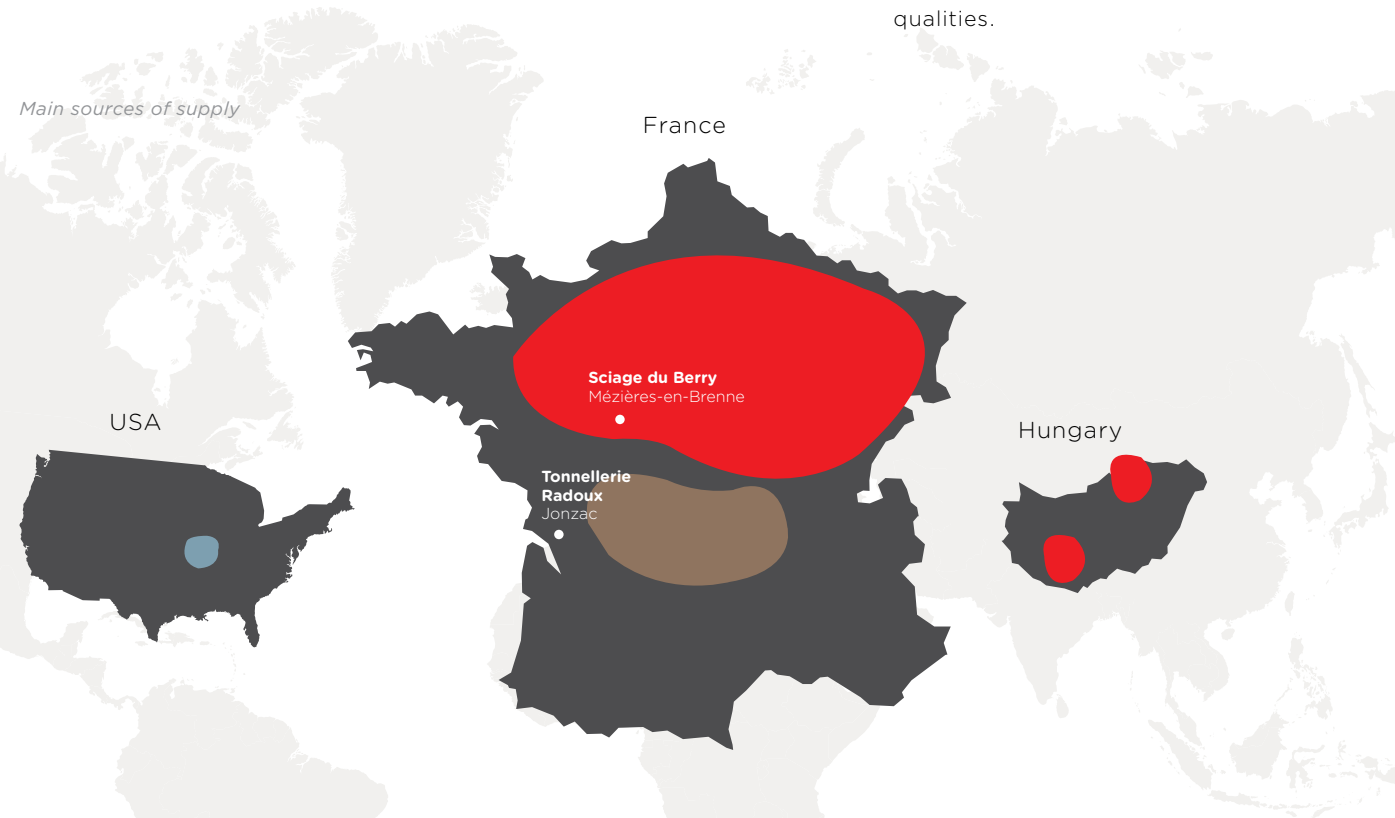 qualities.
Main sources of supply
France
Sciage du Berry
Mézières-en-Brenne
USA
Hungary
Tonnellerie
Radoux
Jonzac